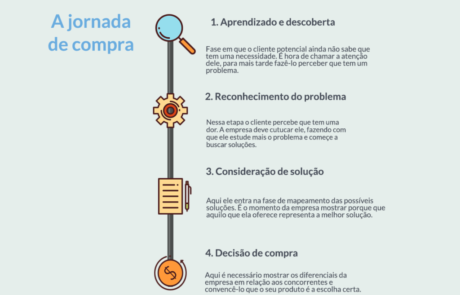 A jornada
de compra
1. Aprendizado e descoberta
Fase em que o cliente potencial ainda não sabe que
tem uma necessidade. É hora de chamar a atenção
dele, para mais tarde fazê-lo perceber que tem um
problema.
2. Reconhecimento do problema
Nessa etapa o cliente percebe que tem uma
dor. A empresa deve cutucar ele, fazendo com
que ele estude mais o problema e começe a
buscar soluções.
3. Consideração de solução
Aqui ele entra na fase de mapeamento das possíveis
soluções. É o momento da empresa mostrar porque que
aquilo que ela oferece representa a melhor solução.
4. Decisão de compra
Aqui é necessário mostrar os diferenciais da
empresa em relação aos concorrentes e
convencê-lo que o seu produto é a escolha certa.